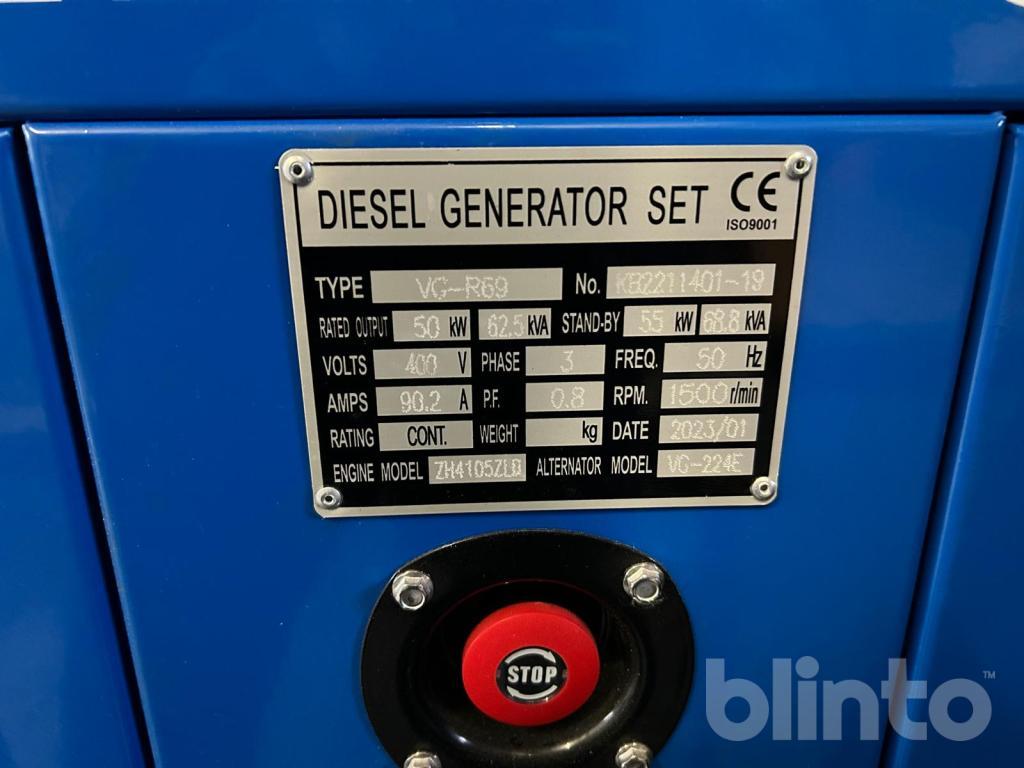 DIESEL GENERATOR SET CE
ISO9001
TYPE VG-R69 No. KB2211401-19
RATED OUTPUT 50 kW 62.5 kVA STAND-BY 55 kW 68.8 kVA
VOLTS 400 V PHASE 3 FREQ. 50 Hz
AMPS 90.2 A P.F. 0.8 RPM. 1500 r/min
RATING CONT. WEIGHT kg DATE 2023/01
ENGINE MODEL ZH4105ZLD ALTERNATOR MODEL VG-224E
STOP
blinto™